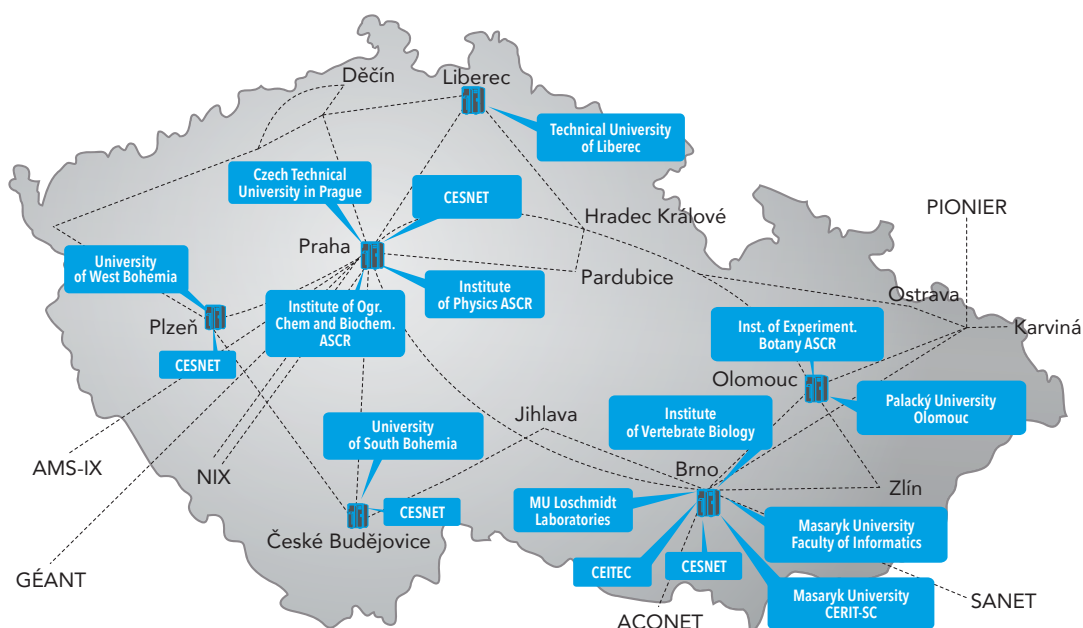 Děčín
Liberec
Technical University
of Liberec
Czech Technical
University in Prague
CESNET
Hradec Králové
PIONIER
Praha
University
of West Bohemia
Institute
of Physics ASCR
Pardubice
Ostrava
Karviná
Plzeň
Institute of Ogr.
Chem and Biochem.
ASCR
CESNET
Inst. of Experiment.
Botany ASCR
Olomouc
Palacký University
Olomouc
Jihlava
Institute
of Vertebrate Biology
University
of South Bohemia
AMS-IX
NIX
Brno
Zlín
MU Loschmidt
Laboratories
CESNET
České Budějovice
Masaryk University
Faculty of Informatics
CEITEC
CESNET
GÉANT
Masaryk University
CERIT-SC
SANET
ACONET